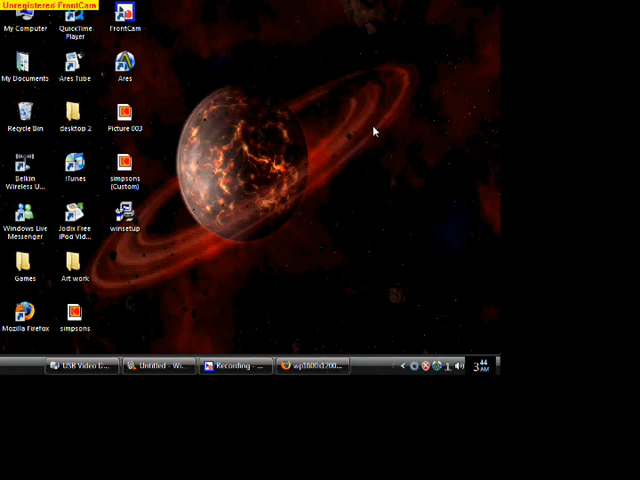 Unregistered FrontCam
My Computer
QuickTime Player
FrontCam
My Documents
Ares Tube
Ares
Recycle Bin
desktop 2
Picture 003
Belkin Wireless U...
iTunes
simpsons (Custom)
Windows Live Messenger
Jodix Free iPod Vid...
winsetup
Games
Art work
Mozilla Firefox
simpsons
USB Video D...
Untitled - Wi...
Recording - ...
wp1600x1200...
3 44 AM